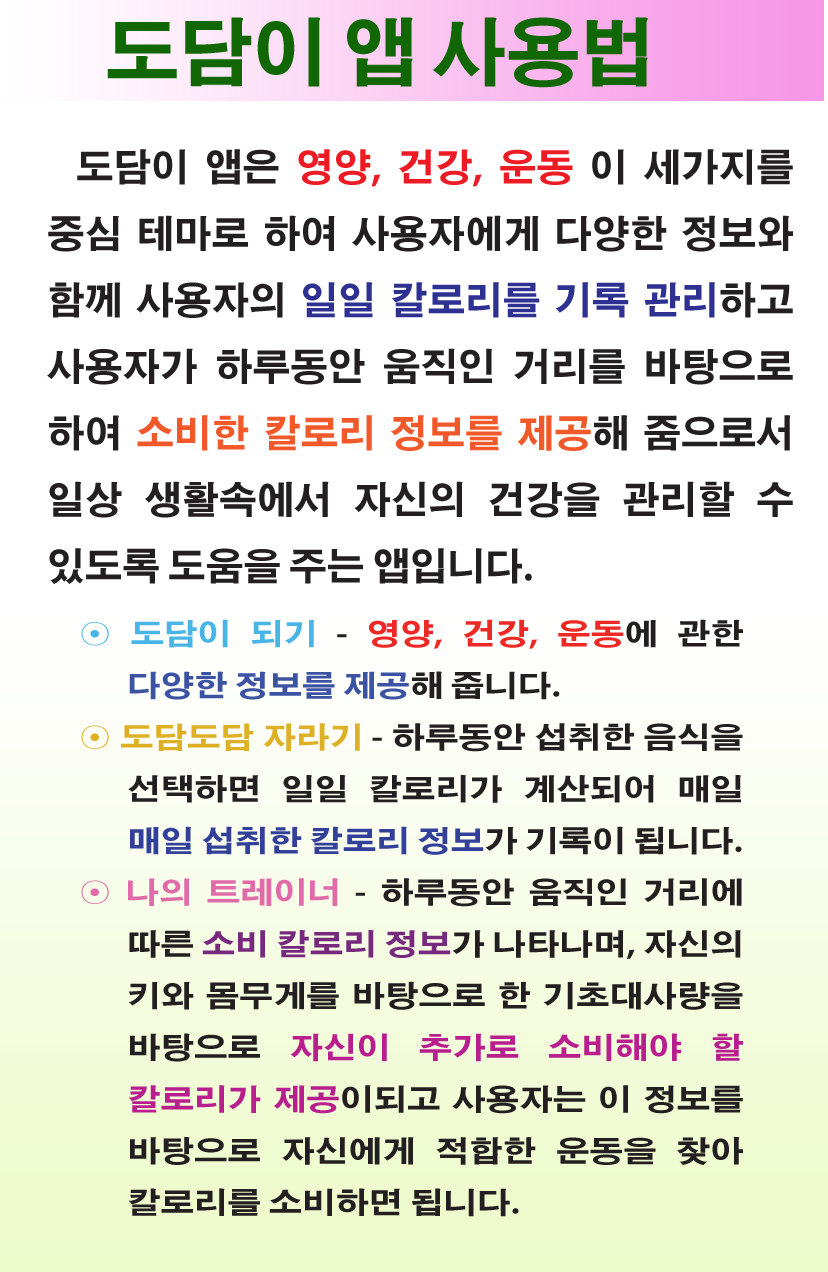 도담이 앱 사용법
도담이 앱은 영양, 건강, 운동 이 세가지를
중심 테마로 하여 사용자에게 다양한 정보와
함께 사용자의 일일 칼로리를 기록 관리하고
사용자가 하루동안 움직인 거리를 바탕으로
하여 소비한 칼로리 정보를 제공해 줌으로서
일상 생활속에서 자신의 건강을 관리할 수
있도록 도움을 주는 앱입니다.
⊙ 도담이 되기 - 영양, 건강, 운동에 관한
다양한 정보를 제공해 줍니다.
⊙ 도담도담 자라기 - 하루동안 섭취한 음식을
선택하면 일일 칼로리가 계산되어 매일
매일 섭취한 칼로리 정보가 기록이 됩니다.
⊙ 나의 트레이너 - 하루동안 움직인 거리에
따른 소비 칼로리 정보가 나타나며, 자신의
키와 몸무게를 바탕으로 한 기초대사량을
바탕으로 자신이 추가로 소비해야 할
칼로리가 제공이되고 사용자는 이 정보를
바탕으로 자신에게 적합한 운동을 찾아
칼로리를 소비하면 됩니다.